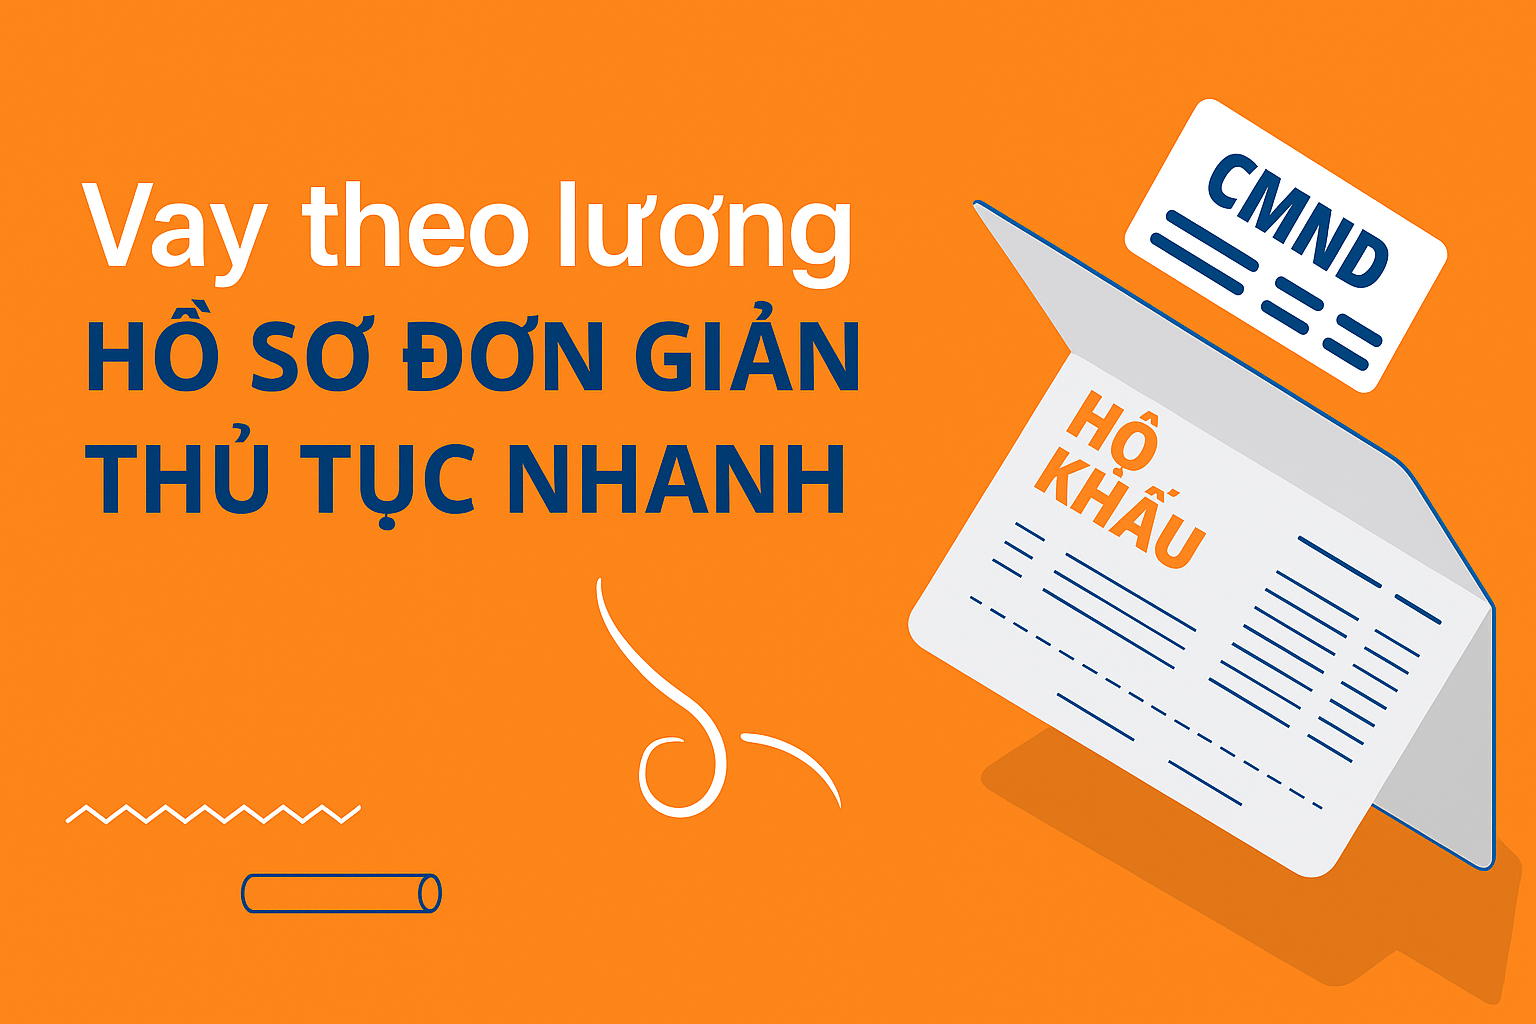 Vay theo lương
HỒ SƠ ĐƠN GIẢN
THỦ TỤC NHANH
CMND
HỘ
KHẨU